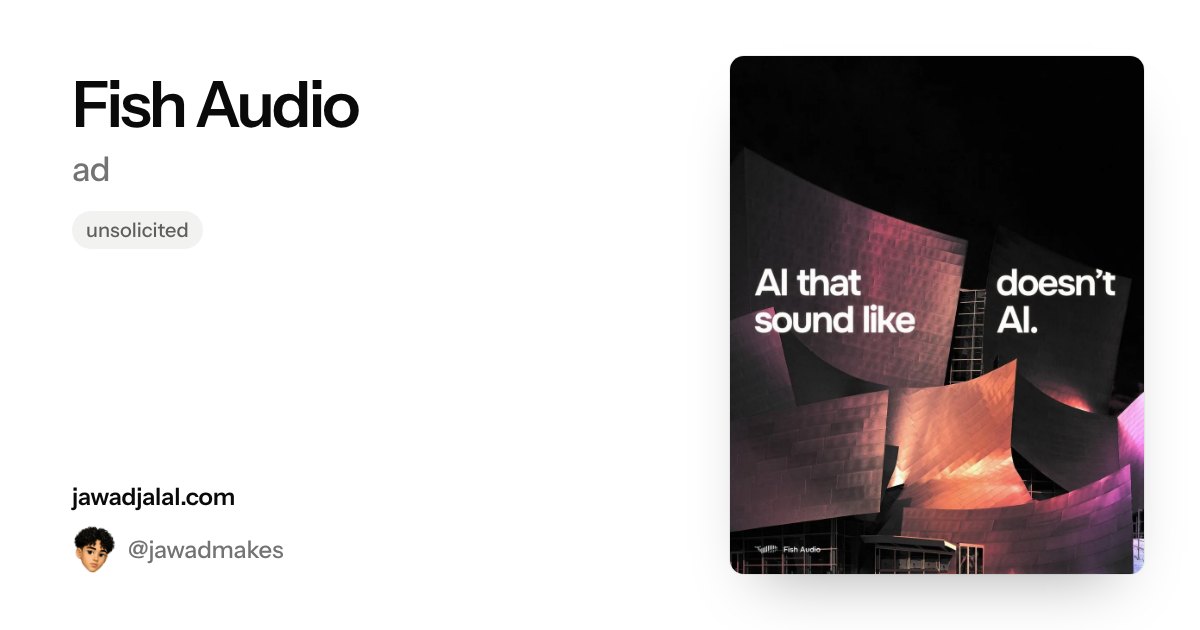 Fish Audio
ad
unsolicited
AI that doesn’t
sound like AI.
Fish Audio
jawadjalal.com
@jawadmakes